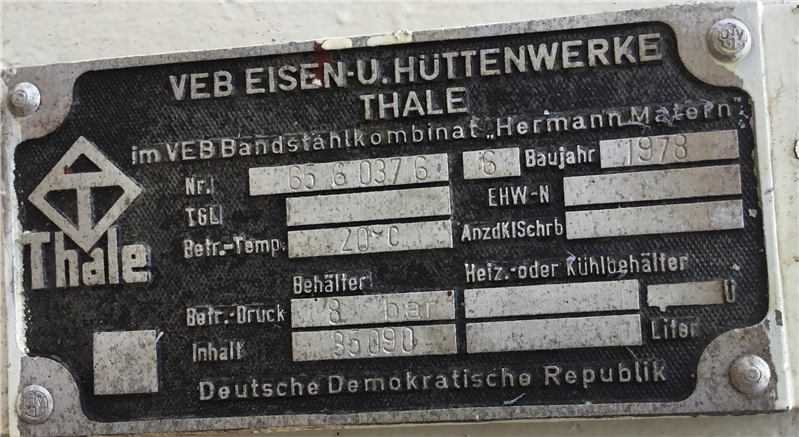 VEB EISEN-U. HÜTTENWERKE
THALE
im VEB Bandstahlkombinat „Hermann Matern"
Thale
Nr. 65 6 037 6 6 Baujahr 1978
TGL EHW-N
Betr.-Temp. 20°C AnzdKlSchrb
Behälter Heiz.- oder Kühlbehälter
Betr.-Druck 8 bar Ü
Inhalt 85090 Liter
Deutsche Demokratische Republik